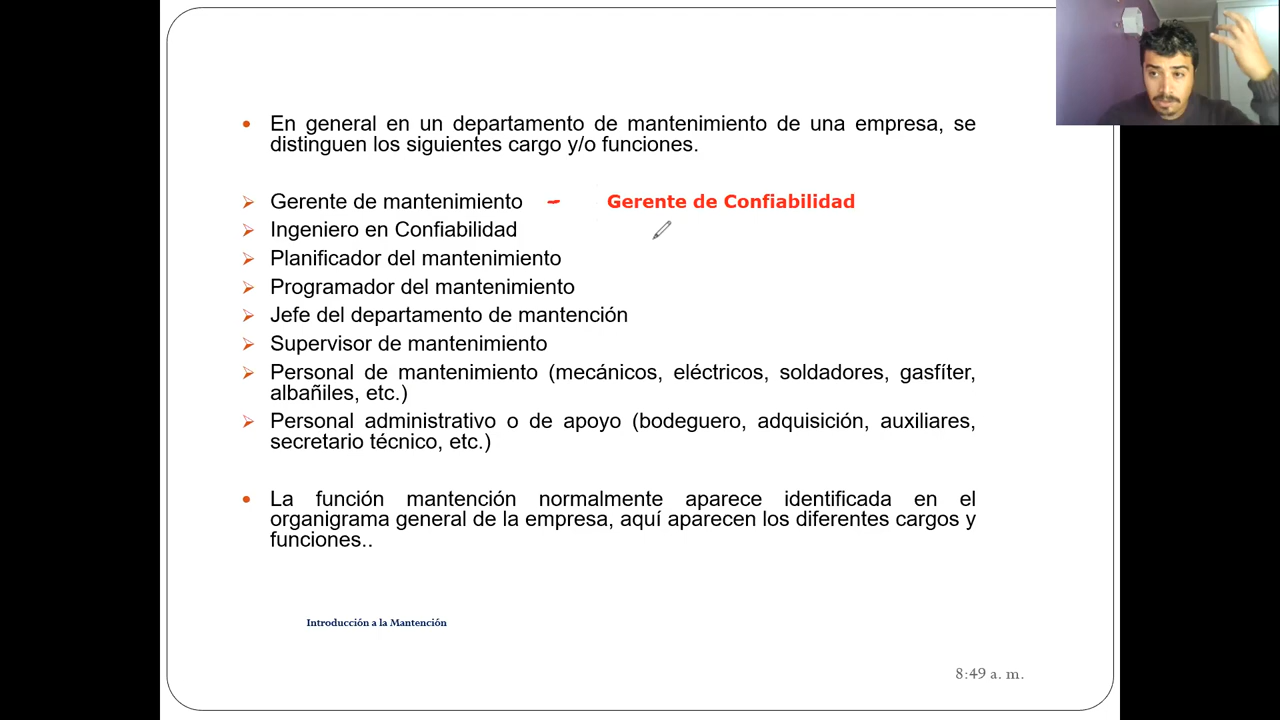 En general en un departamento de mantenimiento de una empresa, se
distinguen los siguientes cargo y/o funciones.
Gerente de mantenimiento - Gerente de Confiabilidad
Ingeniero en Confiabilidad
Planificador del mantenimiento
Programador del mantenimiento
Jefe del departamento de mantención
Supervisor de mantenimiento
Personal de mantenimiento (mecánicos, eléctricos, soldadores, gasfíter,
albañiles, etc.)
Personal administrativo o de apoyo (bodeguero, adquisición, auxiliares,
secretario técnico, etc.)
La función mantención normalmente aparece identificada en el
organigrama general de la empresa, aquí aparecen los diferentes cargos y
funciones..
Introducción a la Mantención
8:49 a. m.